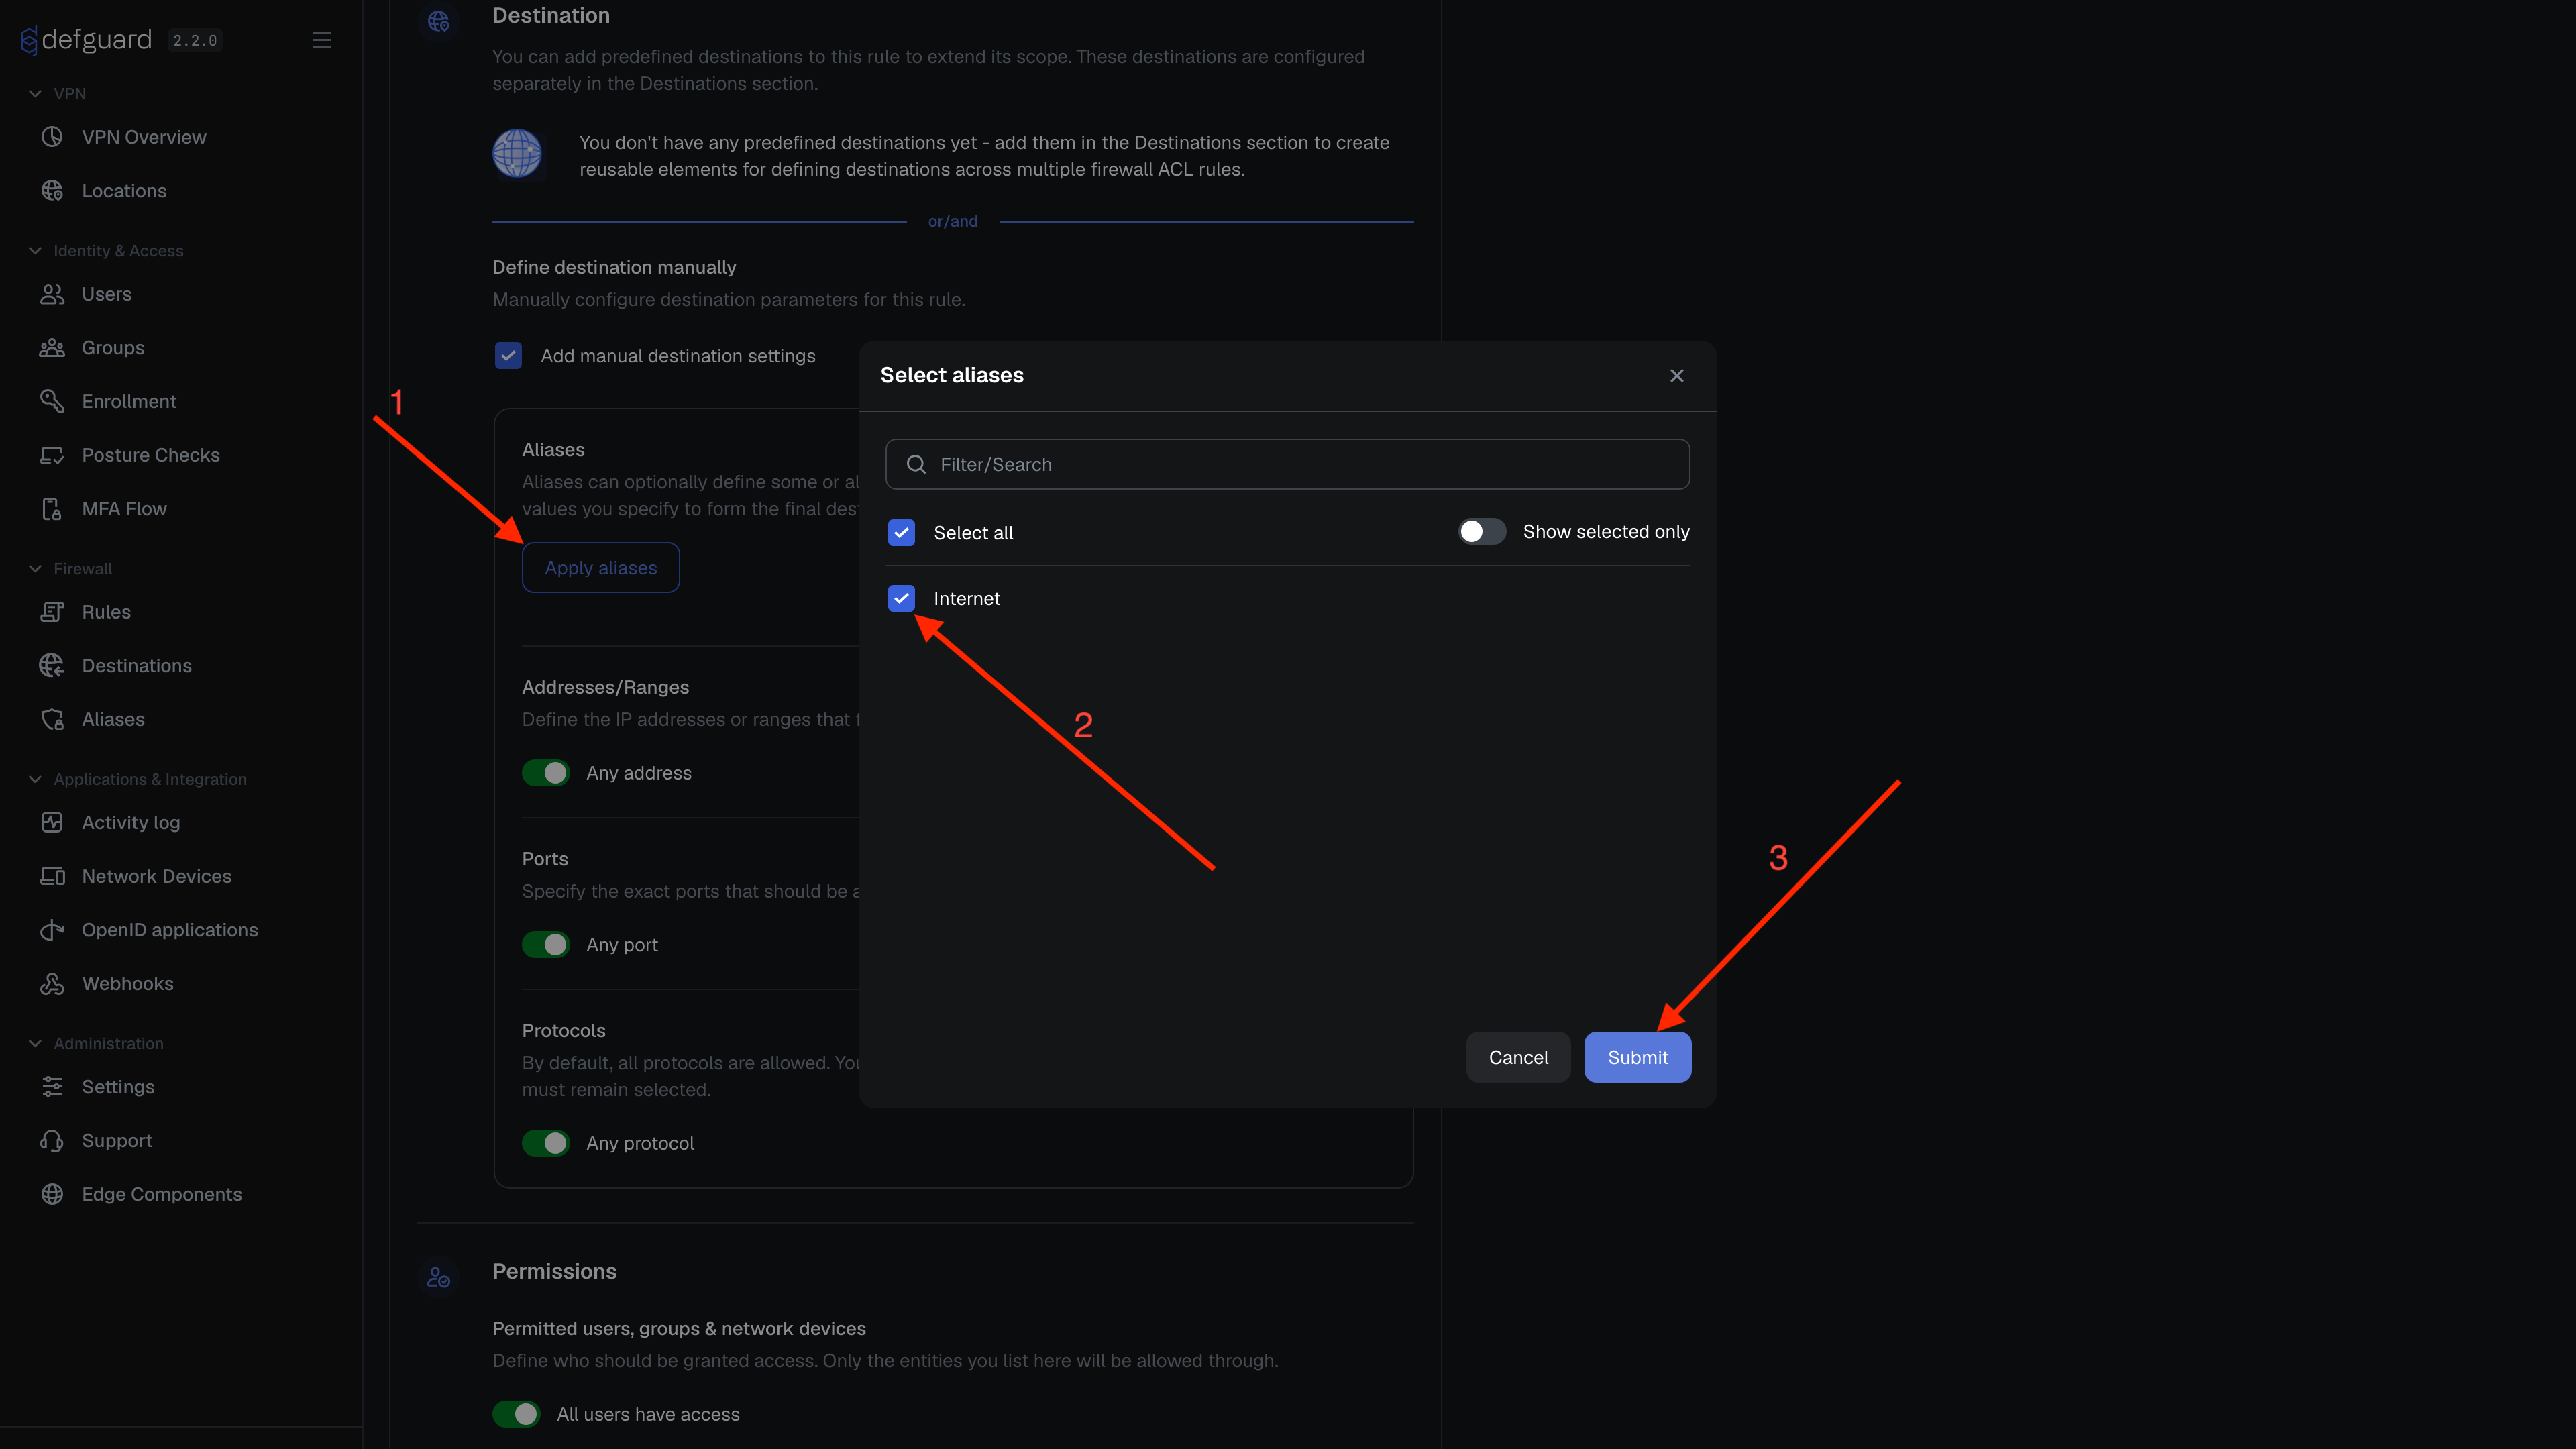 defguard 2.2.0
VPN
VPN Overview
Locations
Identity & Access
Users
Groups
Enrollment
Posture Checks
MFA Flow
Firewall
Rules
Destinations
Aliases
Applications & Integration
Activity log
Network Devices
OpenID applications
Webhooks
Administration
Settings
Support
Edge Components
Destination
You can add predefined destinations to this rule to extend its scope. These destinations are configured
separately in the Destinations section.
You don't have any predefined destinations yet - add them in the Destinations section to create
reusable elements for defining destinations across multiple firewall ACL rules.
or/and
Define destination manually
Manually configure destination parameters for this rule.
Add manual destination settings
1
Aliases
Aliases can optionally define some or al
values you specify to form the final des
Apply aliases
Addresses/Ranges
Define the IP addresses or ranges that f
Any address
Ports
Specify the exact ports that should be a
Any port
Protocols
By default, all protocols are allowed. You
must remain selected.
Any protocol
Select aliases
Filter/Search
Select all
Show selected only
Internet
2
3
Cancel
Submit
Permissions
Permitted users, groups & network devices
Define who should be granted access. Only the entities you list here will be allowed through.
All users have access